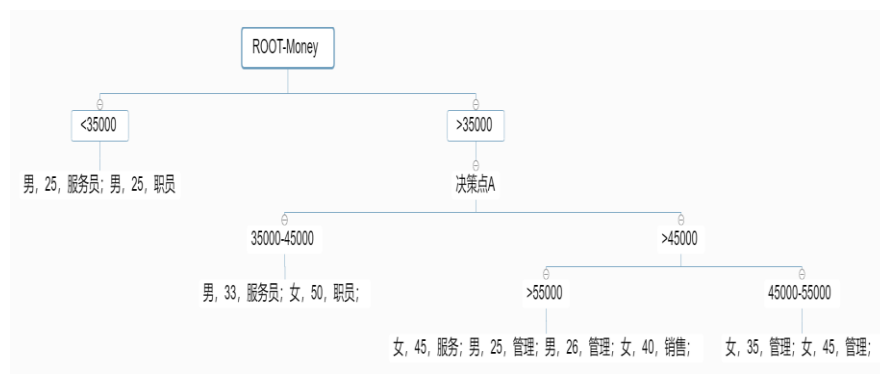 ROOT-Money
<35000
>35000
男，25，服务员；男，25，职员
决策点A
35000-45000
>45000
男，33，服务员；女，50，职员；
>55000
45000-55000
女，45，服务；男，25，管理；男，26，管理；女，40，销售；
女，35，管理；女，45，管理；